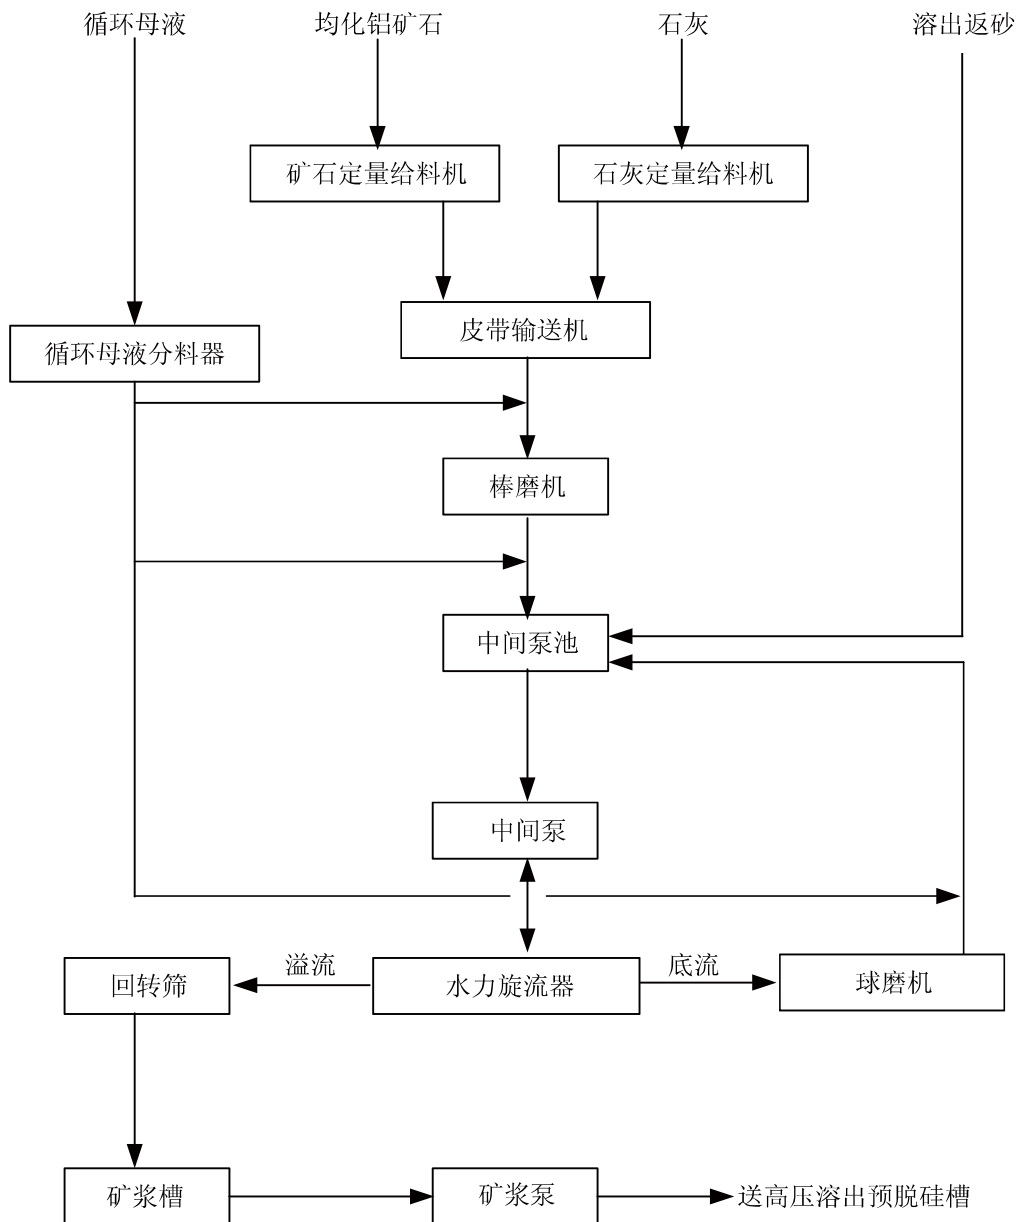 循环母液
均化铝矿石
石灰
溶出返砂
矿石定量给料机
石灰定量给料机
皮带输送机
循环母液分料器
棒磨机
中间泵池
中间泵
溢流
底流
回转筛
水力旋流器
球磨机
矿浆槽
矿浆泵
送高压溶出预脱硅槽